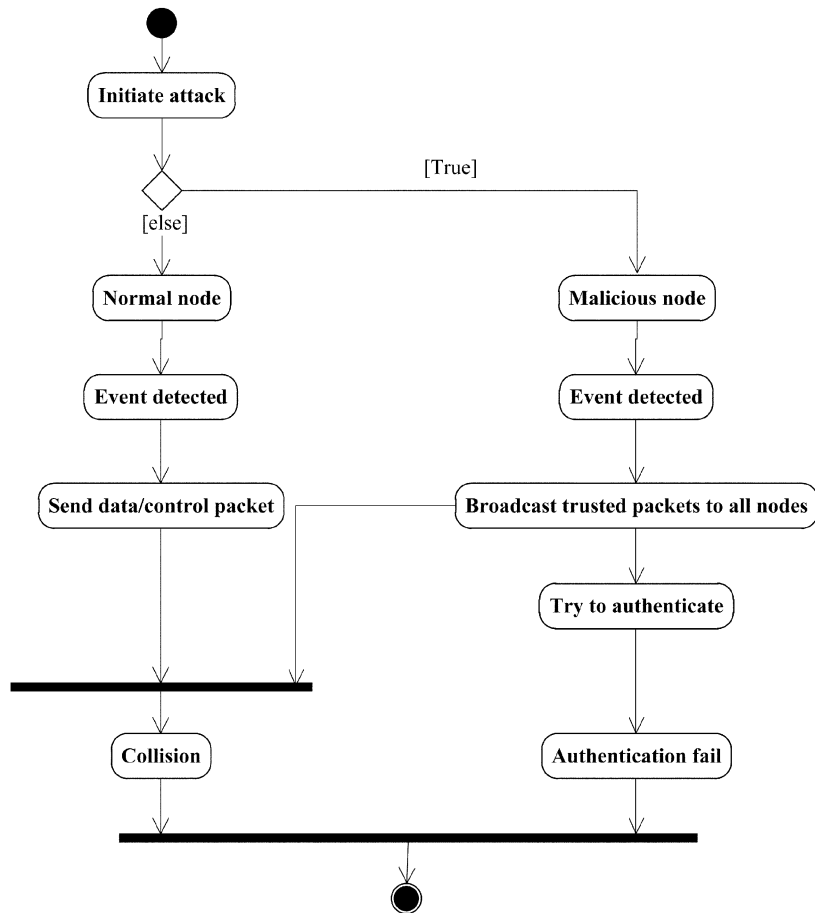 Initiate attack
[True]
[else]
Normal node
Malicious node
Event detected
Event detected
Send data/control packet
Broadcast trusted packets to all nodes
Try to authenticate
Collision
Authentication fail